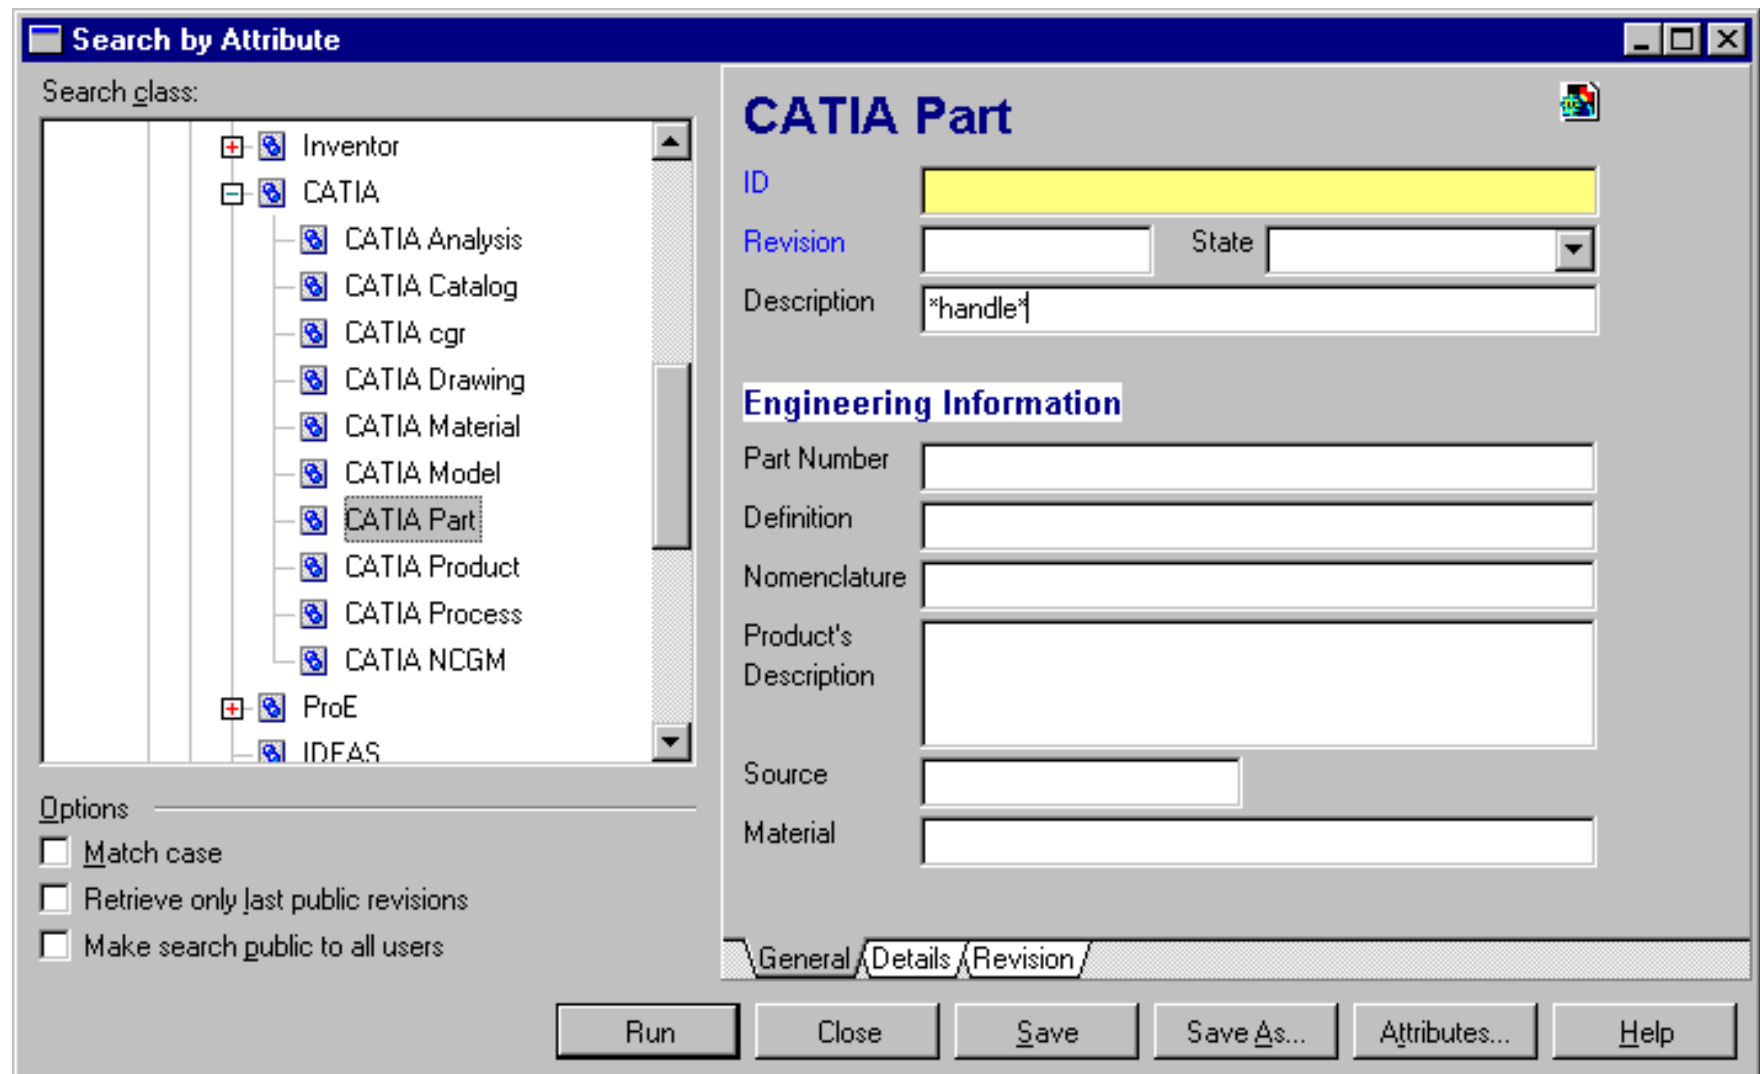 Search by Attribute
Search class:
Inventor
CATIA
CATIA Analysis
CATIA Catalog
CATIA cgr
CATIA Drawing
CATIA Material
CATIA Model
CATIA Part
CATIA Product
CATIA Process
CATIA NCGM
ProE
IDEAS
Options
Match case
Retrieve only last public revisions
Make search public to all users
CATIA Part
ID
Revision
State
Description
*handle*
Engineering Information
Part Number
Definition
Nomenclature
Product's
Description
Source
Material
General Details Revision
Run Close Save Save As... Attributes... Help